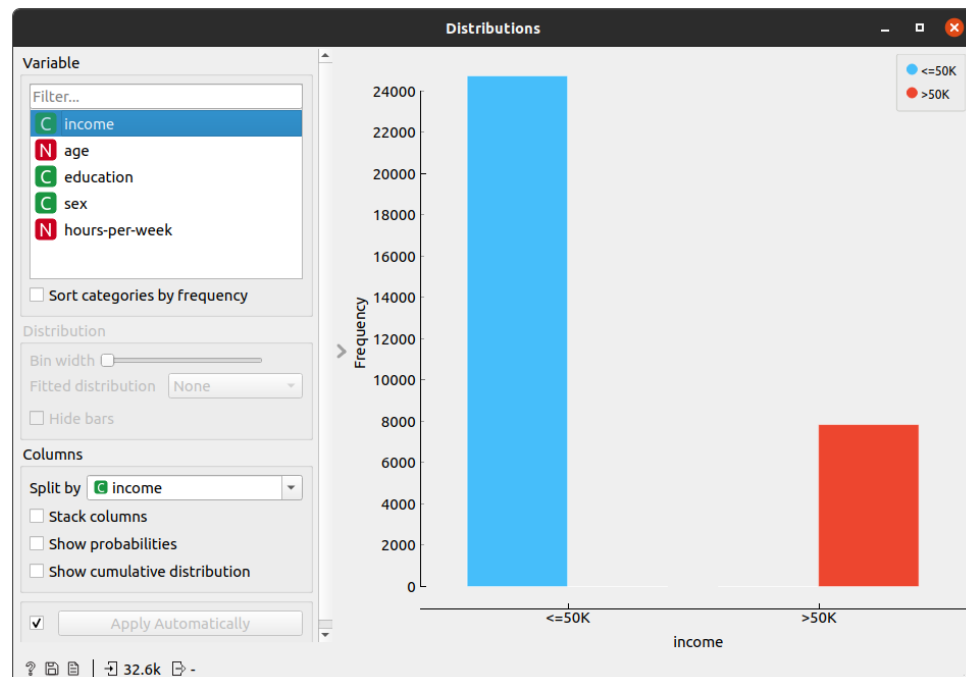 Distributions
Variable
Filter...
C income
N age
C education
C sex
N hours-per-week
Sort categories by frequency
Distribution
Bin width
Fitted distribution None
Hide bars
Columns
Split by C income
Stack columns
Show probabilities
Show cumulative distribution
Apply Automatically
? 32.6k -
<=50K
>50K
24000
22000
20000
18000
16000
14000
12000
10000
8000
6000
4000
2000
0
Frequency
<=50K >50K
income